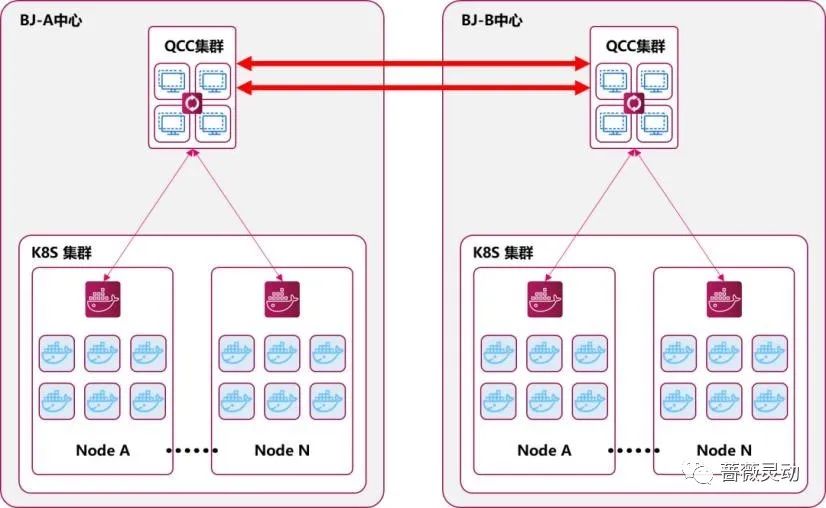 BJ-A中心
BJ-B中心
QCC集群
QCC集群
K8S 集群
K8S 集群
Node A
Node N
Node A
Node N
蔷薇灵动